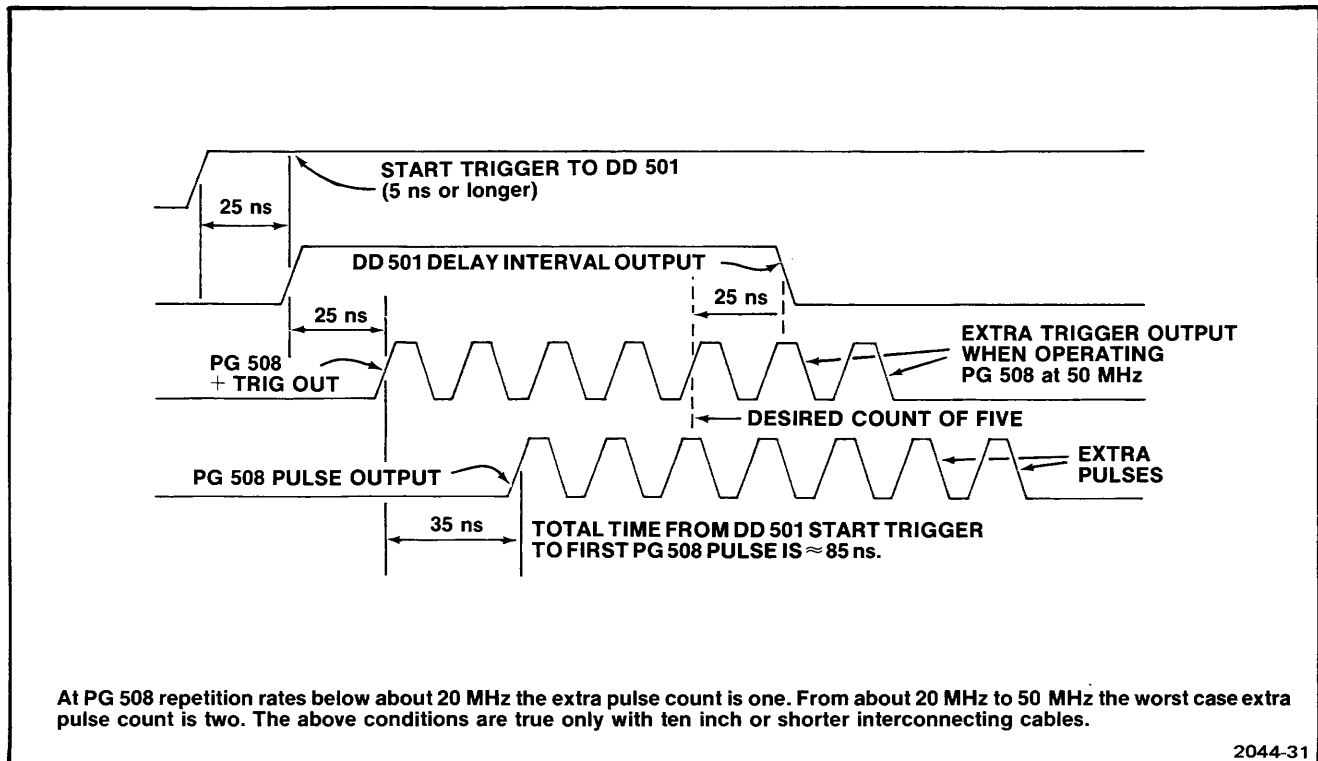 START TRIGGER TO DD 501
(5 ns or longer)
25 ns
DD 501 DELAY INTERVAL OUTPUT
25 ns
25 ns
PG 508
+ TRIG OUT
EXTRA TRIGGER OUTPUT
WHEN OPERATING
PG 508 at 50 MHz
DESIRED COUNT OF FIVE
PG 508 PULSE OUTPUT
EXTRA
PULSES
35 ns
TOTAL TIME FROM DD 501 START TRIGGER
TO FIRST PG 508 PULSE IS ≈ 85 ns.
At PG 508 repetition rates below about 20 MHz the extra pulse count is one. From about 20 MHz to 50 MHz the worst case extra
pulse count is two. The above conditions are true only with ten inch or shorter interconnecting cables.
2044-31